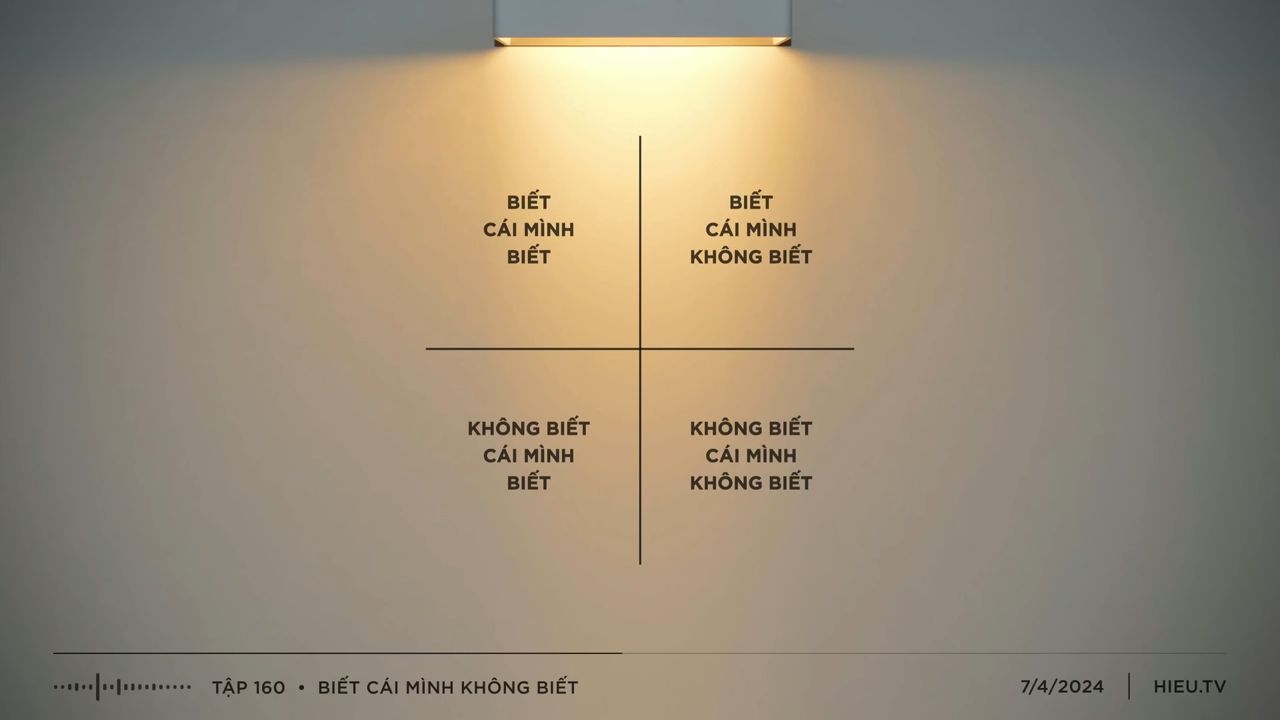 BIẾT
CÁI MÌNH
BIẾT
BIẾT
CÁI MÌNH
KHÔNG BIẾT
KHÔNG BIẾT
CÁI MÌNH
BIẾT
KHÔNG BIẾT
CÁI MÌNH
KHÔNG BIẾT
TẬP 160 • BIẾT CÁI MÌNH KHÔNG BIẾT
7/4/2024 | HIEU.TV